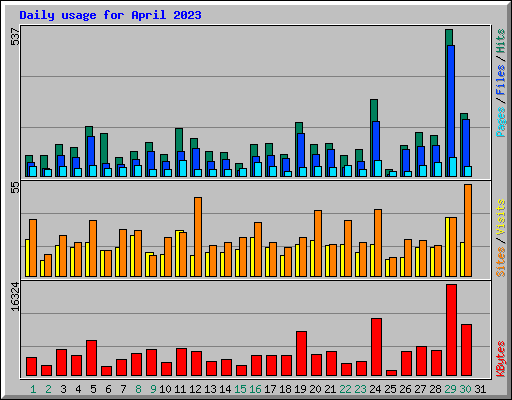 Daily usage for April 2023
537
Pages / Files / Hits
55
Sites / Visits
16324
KBytes
1 2 3 4 5 6 7 8 9 10 11 12 13 14 15 16 17 18 19 20 21 22 23 24 25 26 27 28 29 30 31